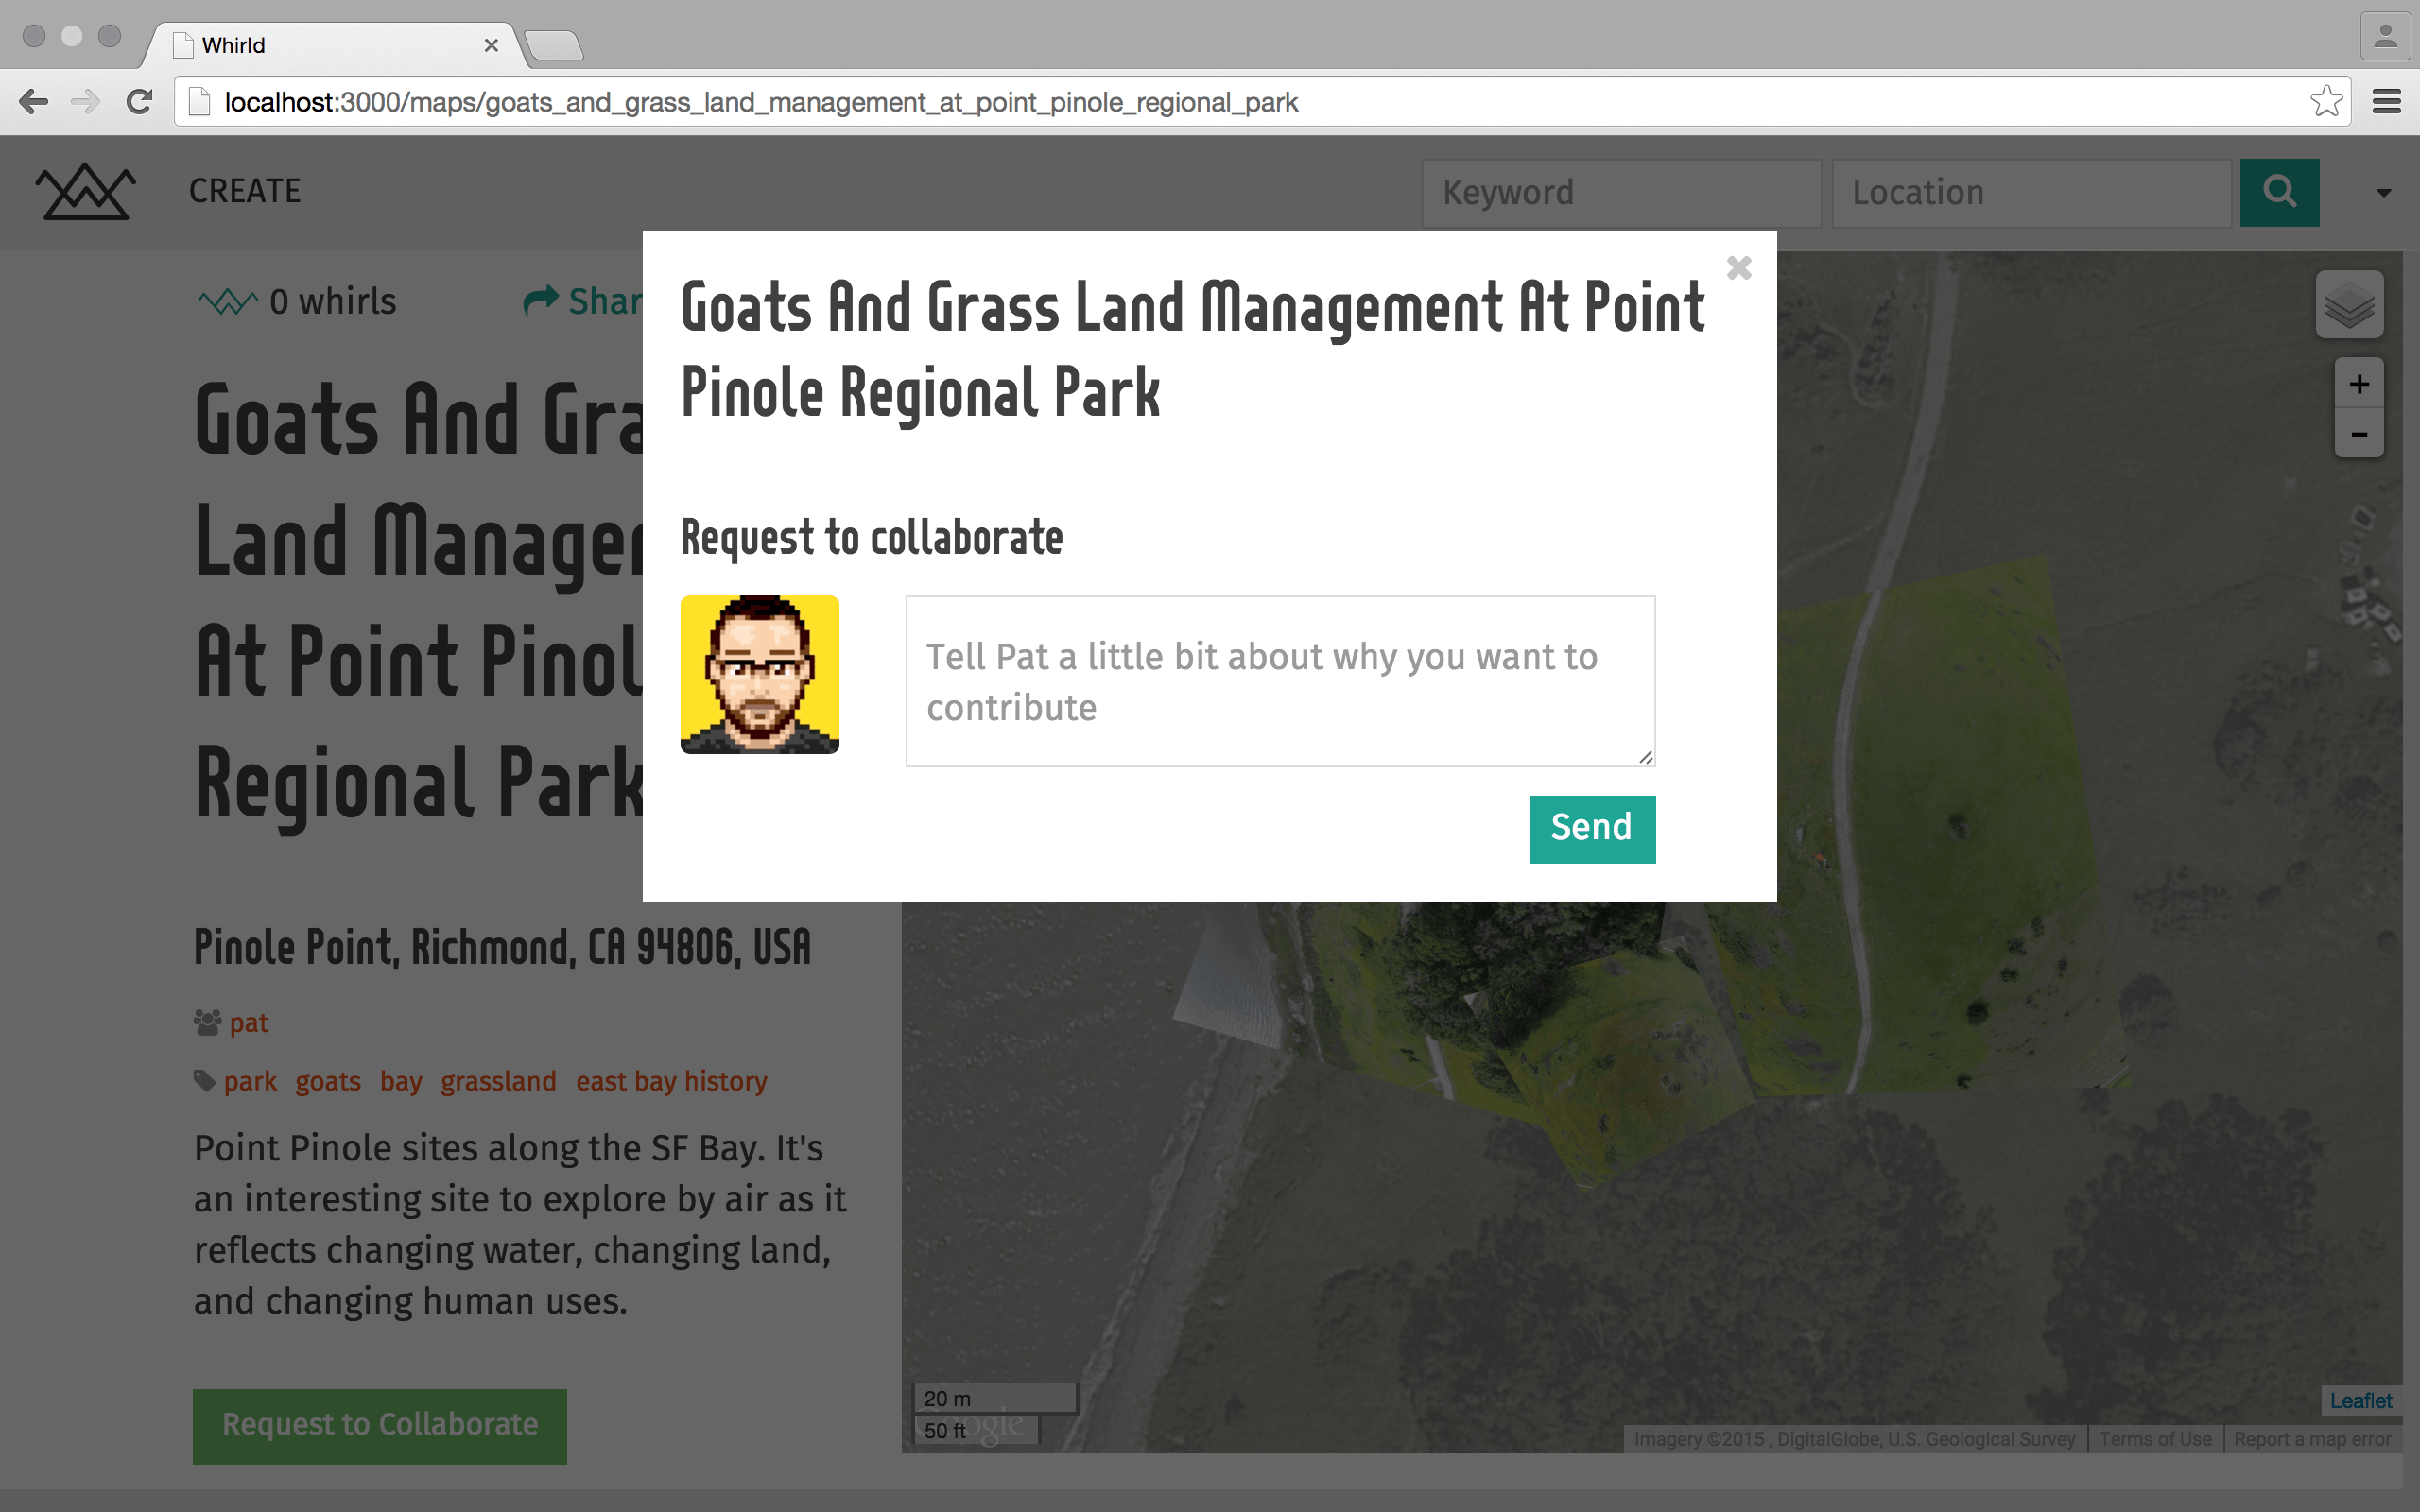 Whirld
localhost:3000/maps/goats_and_grass_land_management_at_point_pinole_regional_park
CREATE
Keyword
Location
0 whirls
Shar
Goats And Gra
Land Manager
At Point Pinol
Regional Park
Pinole Point, Richmond, CA 94806, USA
pat
park goats bay grassland east bay history
Point Pinole sites along the SF Bay. It's
an interesting site to explore by air as it
reflects changing water, changing land,
and changing human uses.
Request to Collaborate
Goats And Grass Land Management At Point
Pinole Regional Park
Request to collaborate
Tell Pat a little bit about why you want to
contribute
Send
+
-
20 m
50 ft
Google
Leaflet
Imagery ©2015 , DigitalGlobe, U.S. Geological Survey
Terms of Use
Report a map error